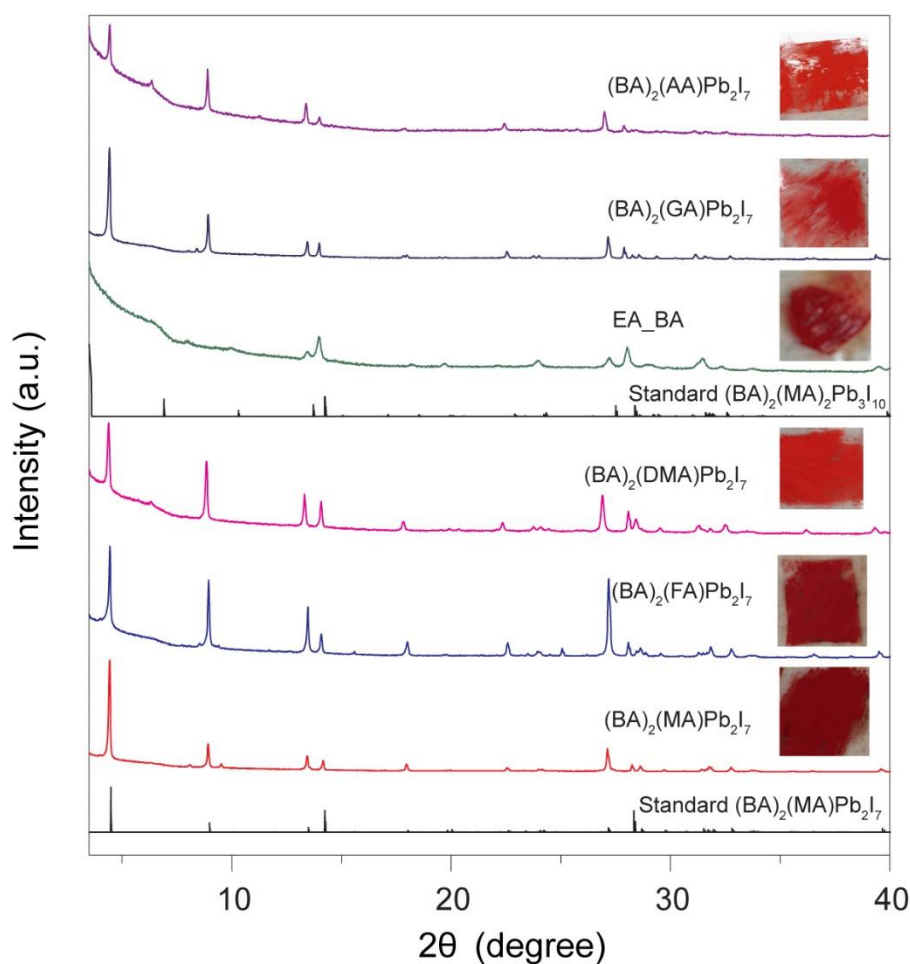 (BA)₂(AA)Pb₂I₇
(BA)₂(GA)Pb₂I₇
EA_BA
Standard (BA)₂(MA)₂Pb₃I₁₀
(BA)₂(DMA)Pb₂I₇
(BA)₂(FA)Pb₂I₇
(BA)₂(MA)Pb₂I₇
Standard (BA)₂(MA)Pb₂I₇
Intensity (a.u.)
10 20 30 40
2θ (degree)